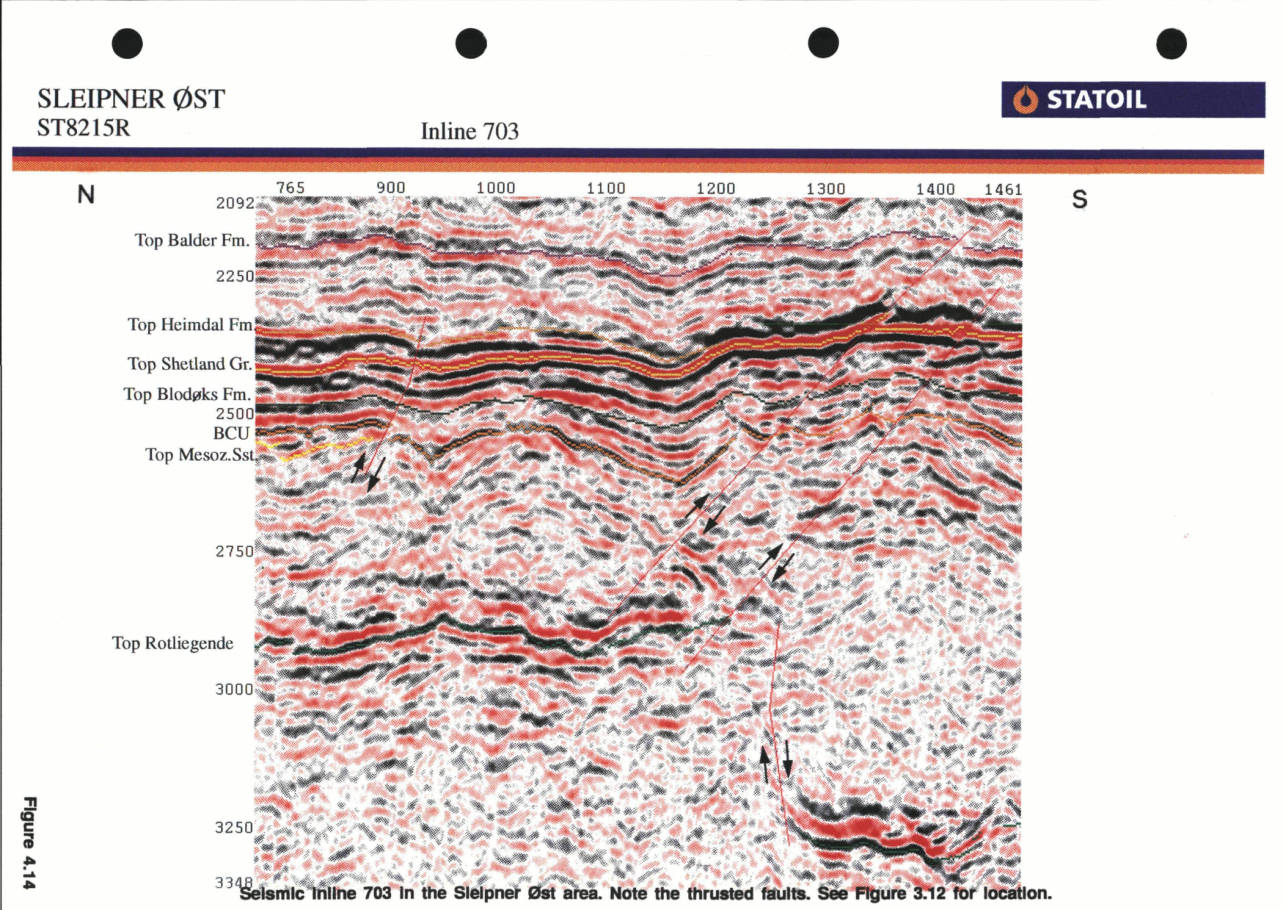 SLEIPNER ØST
ST8215R
Inline 703
STATOIL
N
S
765 900 1000 1100 1200 1300 1400 1461
2092
Top Balder Fm.
2250
Top Heimdal Fm.
Top Shetland Gr.
Top Blodøks Fm.
2500
BCU
Top Mesoz.Sst.
2750
Top Rotliegende
3000
3250
3348
Figure 4.14
Seismic inline 703 in the Sleipner Øst area. Note the thrusted faults. See Figure 3.12 for location.